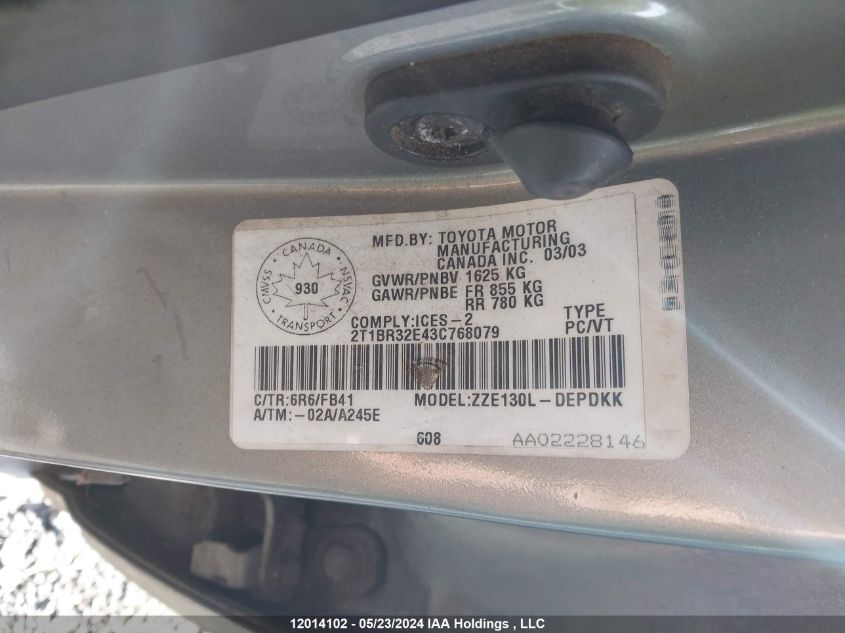 MFD.BY: TOYOTA MOTOR
MANUFACTURING
CANADA INC. 03/03
CANADA
CMVSS 930 NSVAC
TRANSPORT
GVWR/PNBV 1625 KG
GAWR/PNBE FR 855 KG
RR 780 KG
COMPLY:ICES-2
2T1BR32E43C768079
TYPE
PC/VT
C/TR:6R6/FB41
MODEL:ZZE130L-DEPDKK
A/TM:-02A/A245E
608
AA02228146
12014102 - 05/23/2024 IAA Holdings , LLC